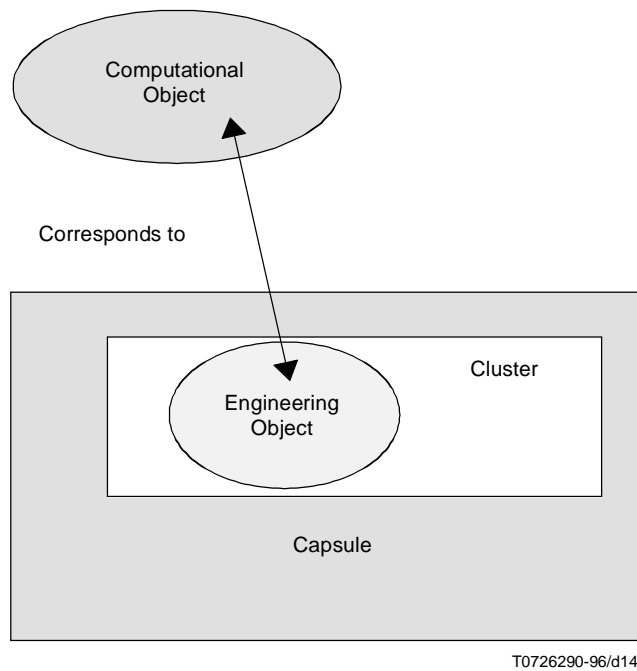 Computational
Object
Corresponds to
Cluster
Engineering
Object
Capsule
T0726290-96/d14